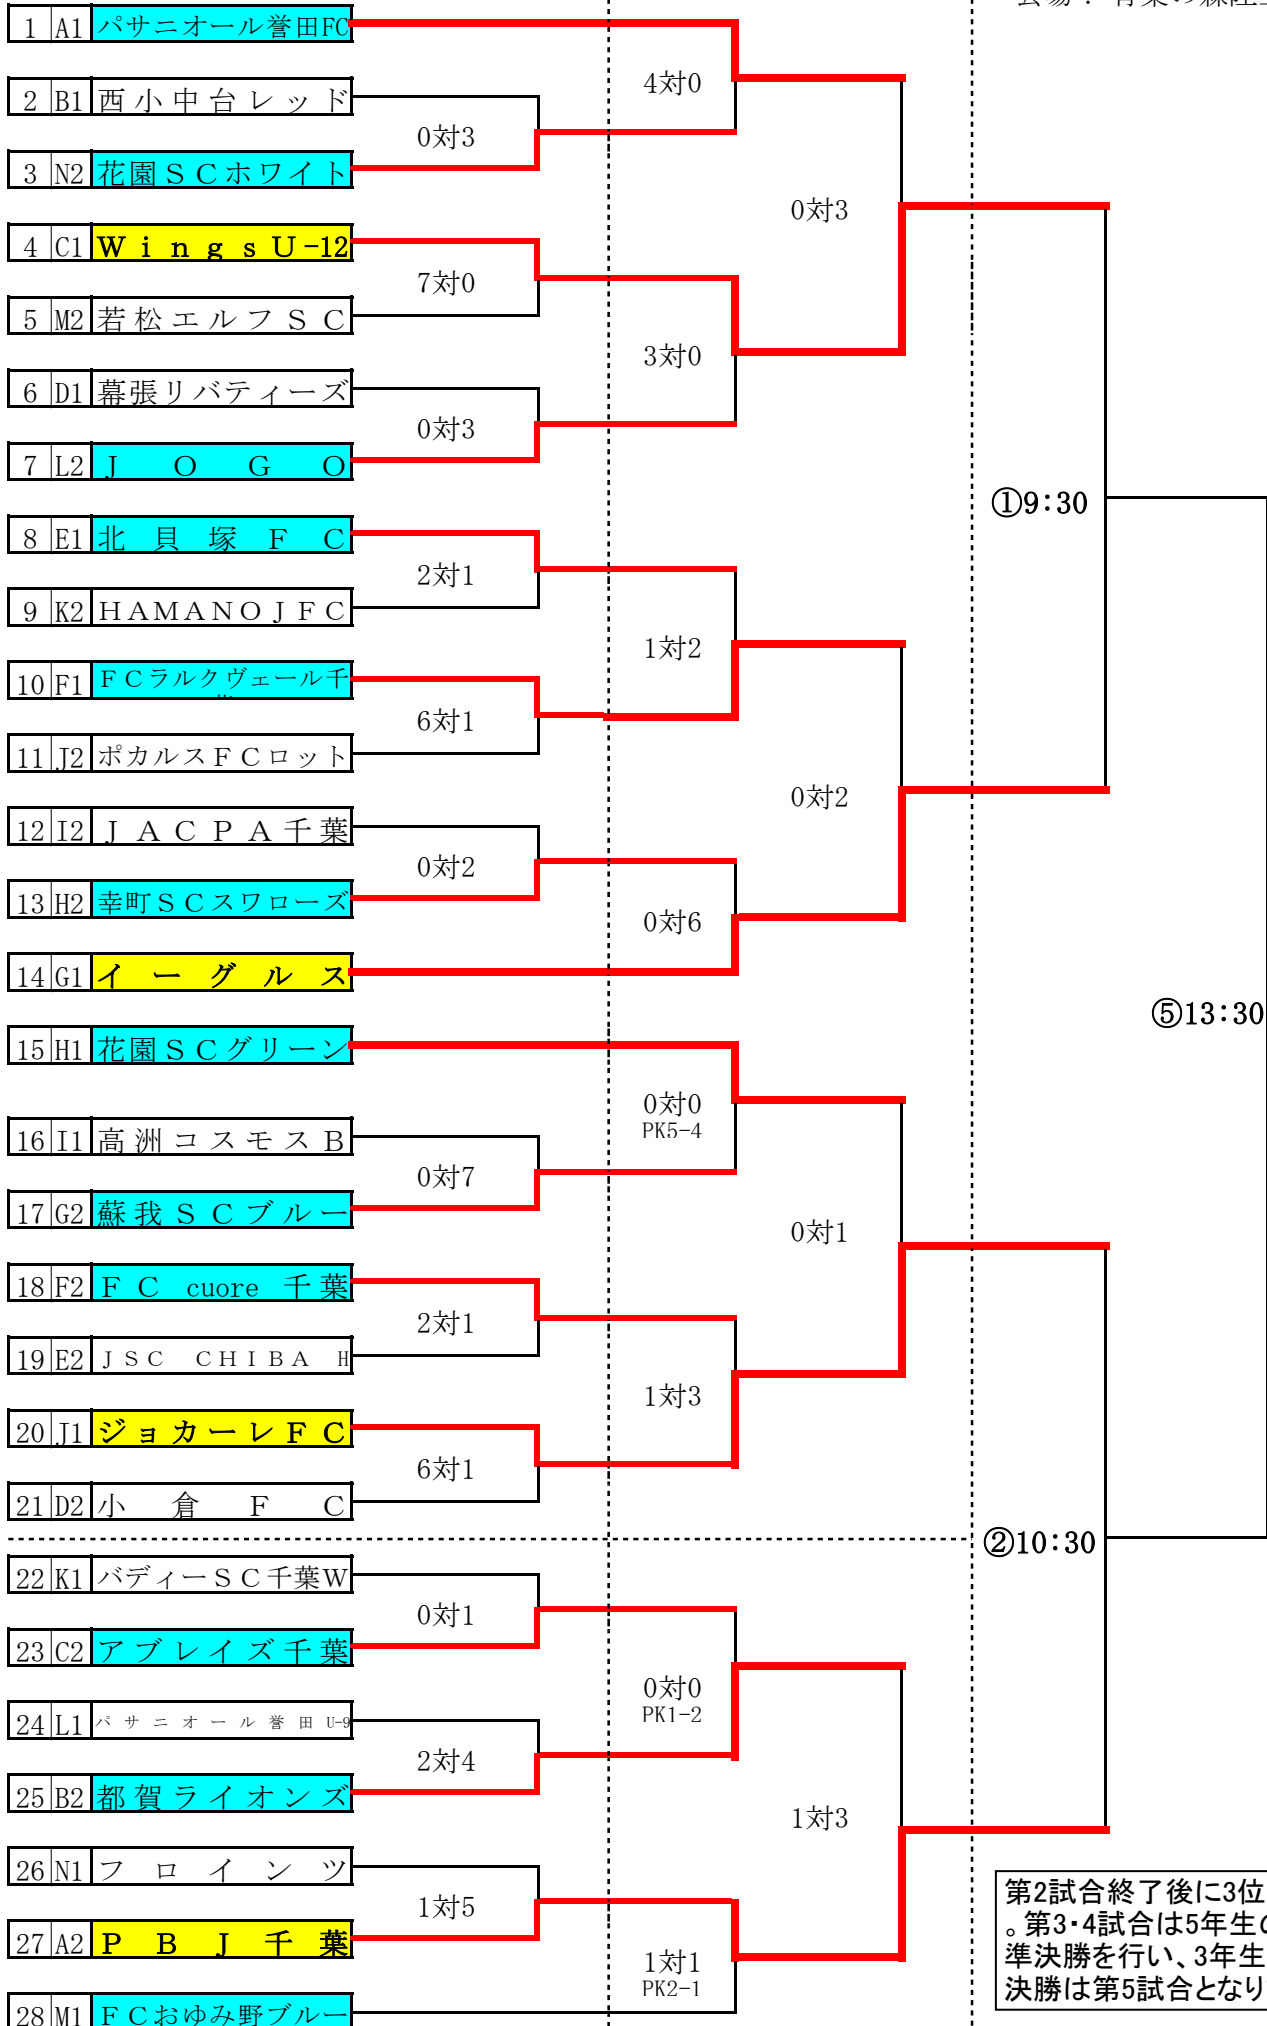 1 A1 パサニオール誉田FC
4対0
2 B1 西小中台レッド
0対3
3 N2 花園SCホワイト
0対3
4 C1 WingsU-12
7対0
5 M2 若松エルフSC
3対0
6 D1 幕張リバティーズ
0対3
7 L2 JOGO
①9:30
8 E1 北貝塚FC
2対1
9 K2 HAMANOJFC
1対2
10 F1 FCラルクヴェール千
6対1
11 J2 ポカルスFCロット
0対2
12 I2 JACPA千葉
0対2
13 H2 幸町SCスワローズ
0対6
14 G1 イーグルス
⑤13:30
15 H1 花園SCグリーン
0対0
PK5-4
16 I1 高洲コスモスB
0対7
17 G2 蘇我SCブルー
0対1
18 F2 FC cuore 千葉
2対1
19 E2 JSC CHIBA H
1対3
20 J1 ジョカーレFC
6対1
21 D2 小倉FC
②10:30
22 K1 バディーSC千葉W
0対1
23 C2 アブレイズ千葉
0対0
PK1-2
24 L1 パサニオール誉田U-9
2対4
25 B2 都賀ライオンズ
1対3
26 N1 フロインツ
1対5
27 A2 PBJ千葉
1対1
PK2-1
28 M1 FCおゆみ野ブルー
第2試合終了後に3位
。第3・4試合は5年生の
準決勝を行い、3年生
決勝は第5試合となり